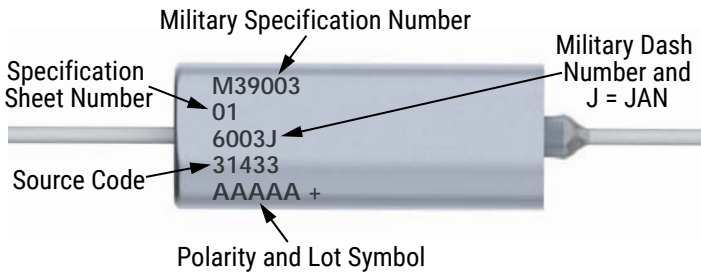 Military Specification Number
Specification
Sheet Number
Military Dash
Number and
J = JAN
M39003
01
6003J
31433
AAAAA +
Source Code
Polarity and Lot Symbol